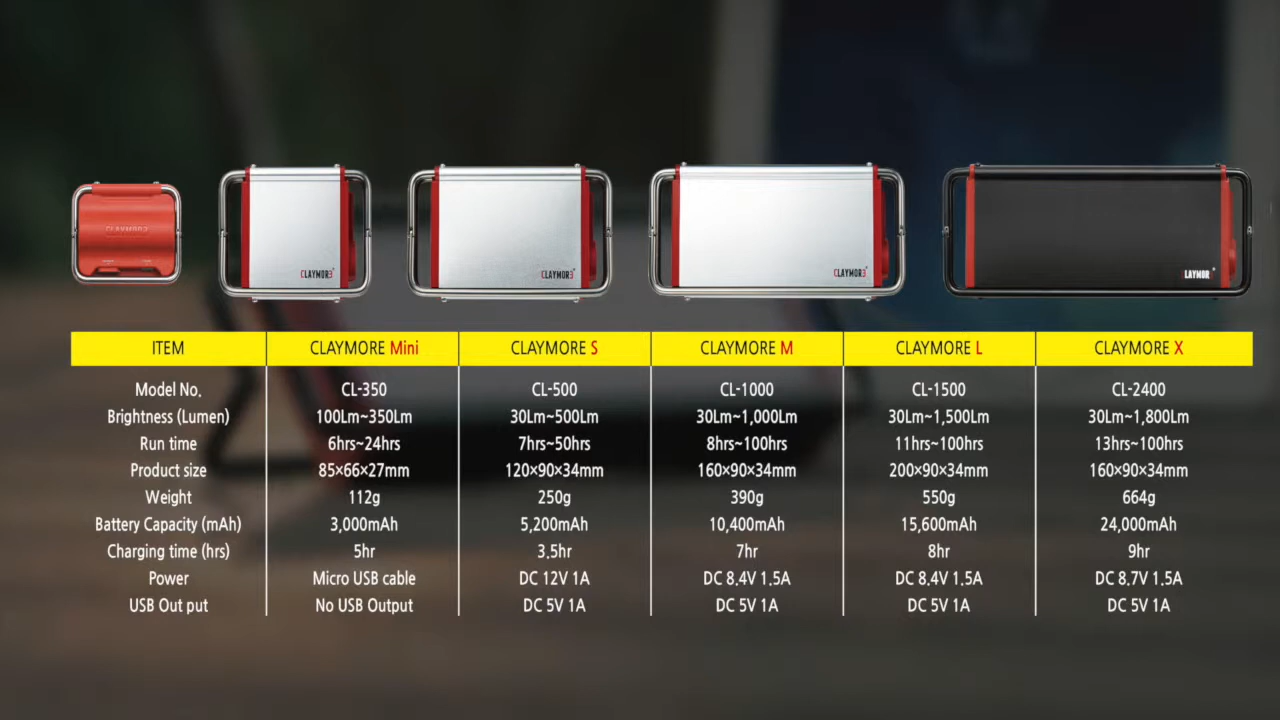 CLAYMORE
CLAYMORE
CLAYMORE
CLAYMORE
LAYMOR
ITEM CLAYMORE Mini CLAYMORE S CLAYMORE M CLAYMORE L CLAYMORE X
Model No. CL-350 CL-500 CL-1000 CL-1500 CL-2400
Brightness (Lumen) 100Lm~350Lm 30Lm~500Lm 30Lm~1,000Lm 30Lm~1,500Lm 30Lm~1,800Lm
Run time 6hrs~24hrs 7hrs~50hrs 8hrs~100hrs 11hrs~100hrs 13hrs~100hrs
Product size 85×66×27mm 120×90×34mm 160×90×34mm 200×90×34mm 160×90×34mm
Weight 112g 250g 390g 550g 664g
Battery Capacity (mAh) 3,000mAh 5,200mAh 10,400mAh 15,600mAh 24,000mAh
Charging time (hrs) 5hr 3.5hr 7hr 8hr 9hr
Power Micro USB cable DC 12V 1A DC 8.4V 1.5A DC 8.4V 1.5A DC 8.7V 1.5A
USB Out put No USB Output DC 5V 1A DC 5V 1A DC 5V 1A DC 5V 1A